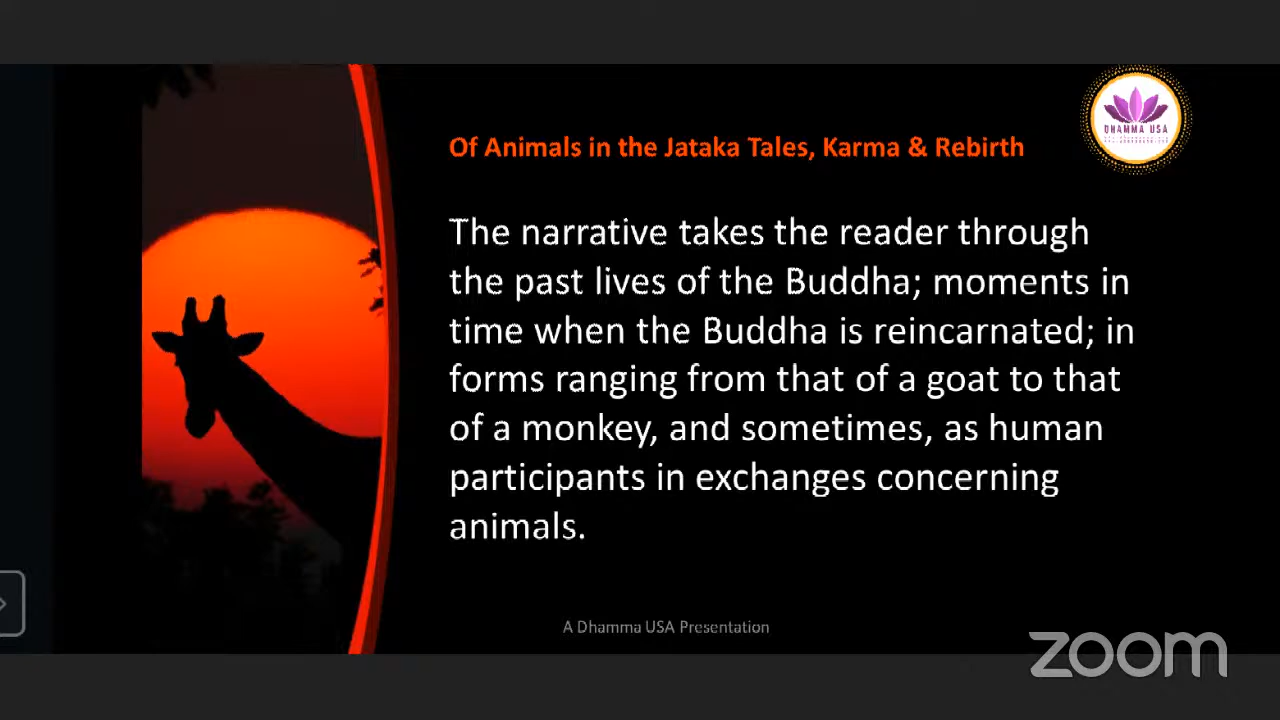 DHAMMA USA
Of Animals in the Jataka Tales, Karma & Rebirth
The narrative takes the reader through
the past lives of the Buddha; moments in
time when the Buddha is reincarnated; in
forms ranging from that of a goat to that
of a monkey, and sometimes, as human
participants in exchanges concerning
animals.
A Dhamma USA Presentation
zoom